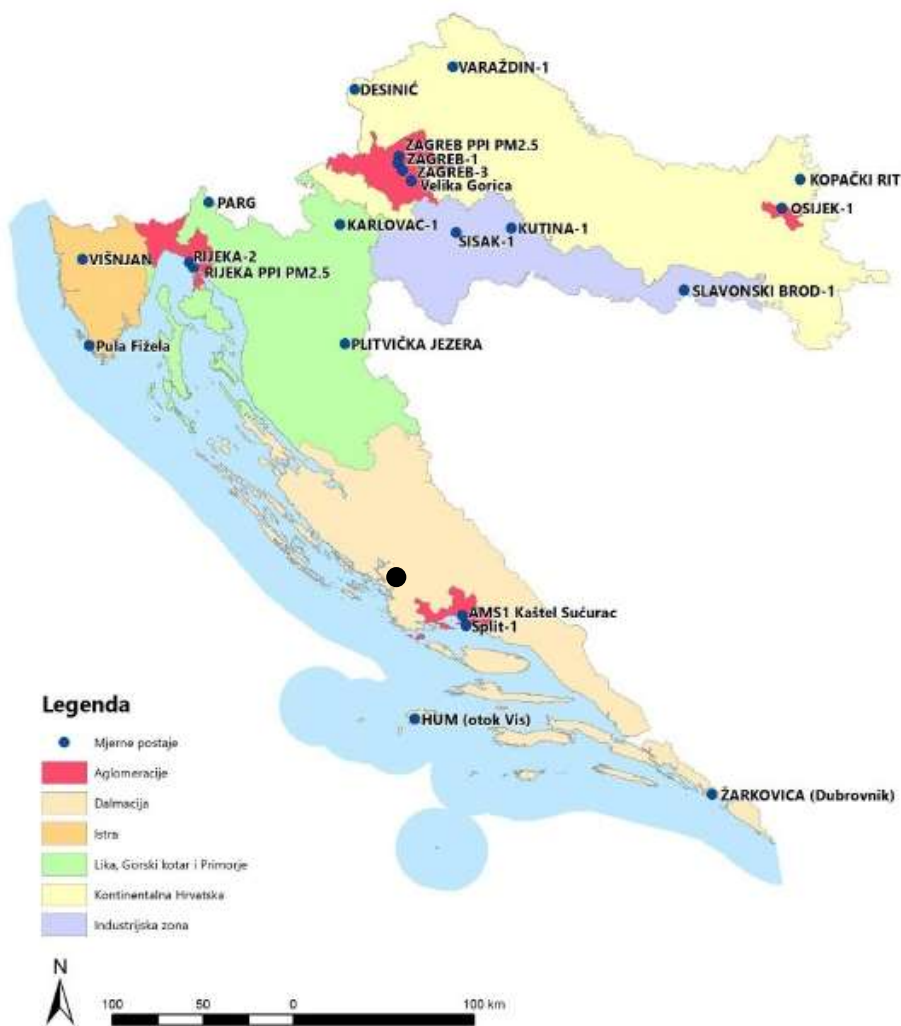 VARAŽDIN-1
DESINIĆ
ZAGREB PPI PM2.5
ZAGREB-1
ZAGREB-3
Velika Gorica
KOPAČKI RIT
PARG
OSIJEK-1
KARLOVAC-1
KUTINA-1
SISAK-1
VIŠNJAN
RIJEKA-2
RIJEKA PPI PM2.5
SLAVONSKI BROD-1
Pula Fižela
PLITVIČKA JEZERA
AMS1 Kaštel Sućurac
Split-1
HUM (otok Vis)
ŽARKOVICA (Dubrovnik)
Legenda
Mjerne postaje
Aglomeracije
Dalmacija
Istra
Lika, Gorski kotar i Primorje
Kontinentalna Hrvatska
Industrijska zona
N
100 50 0 100 km